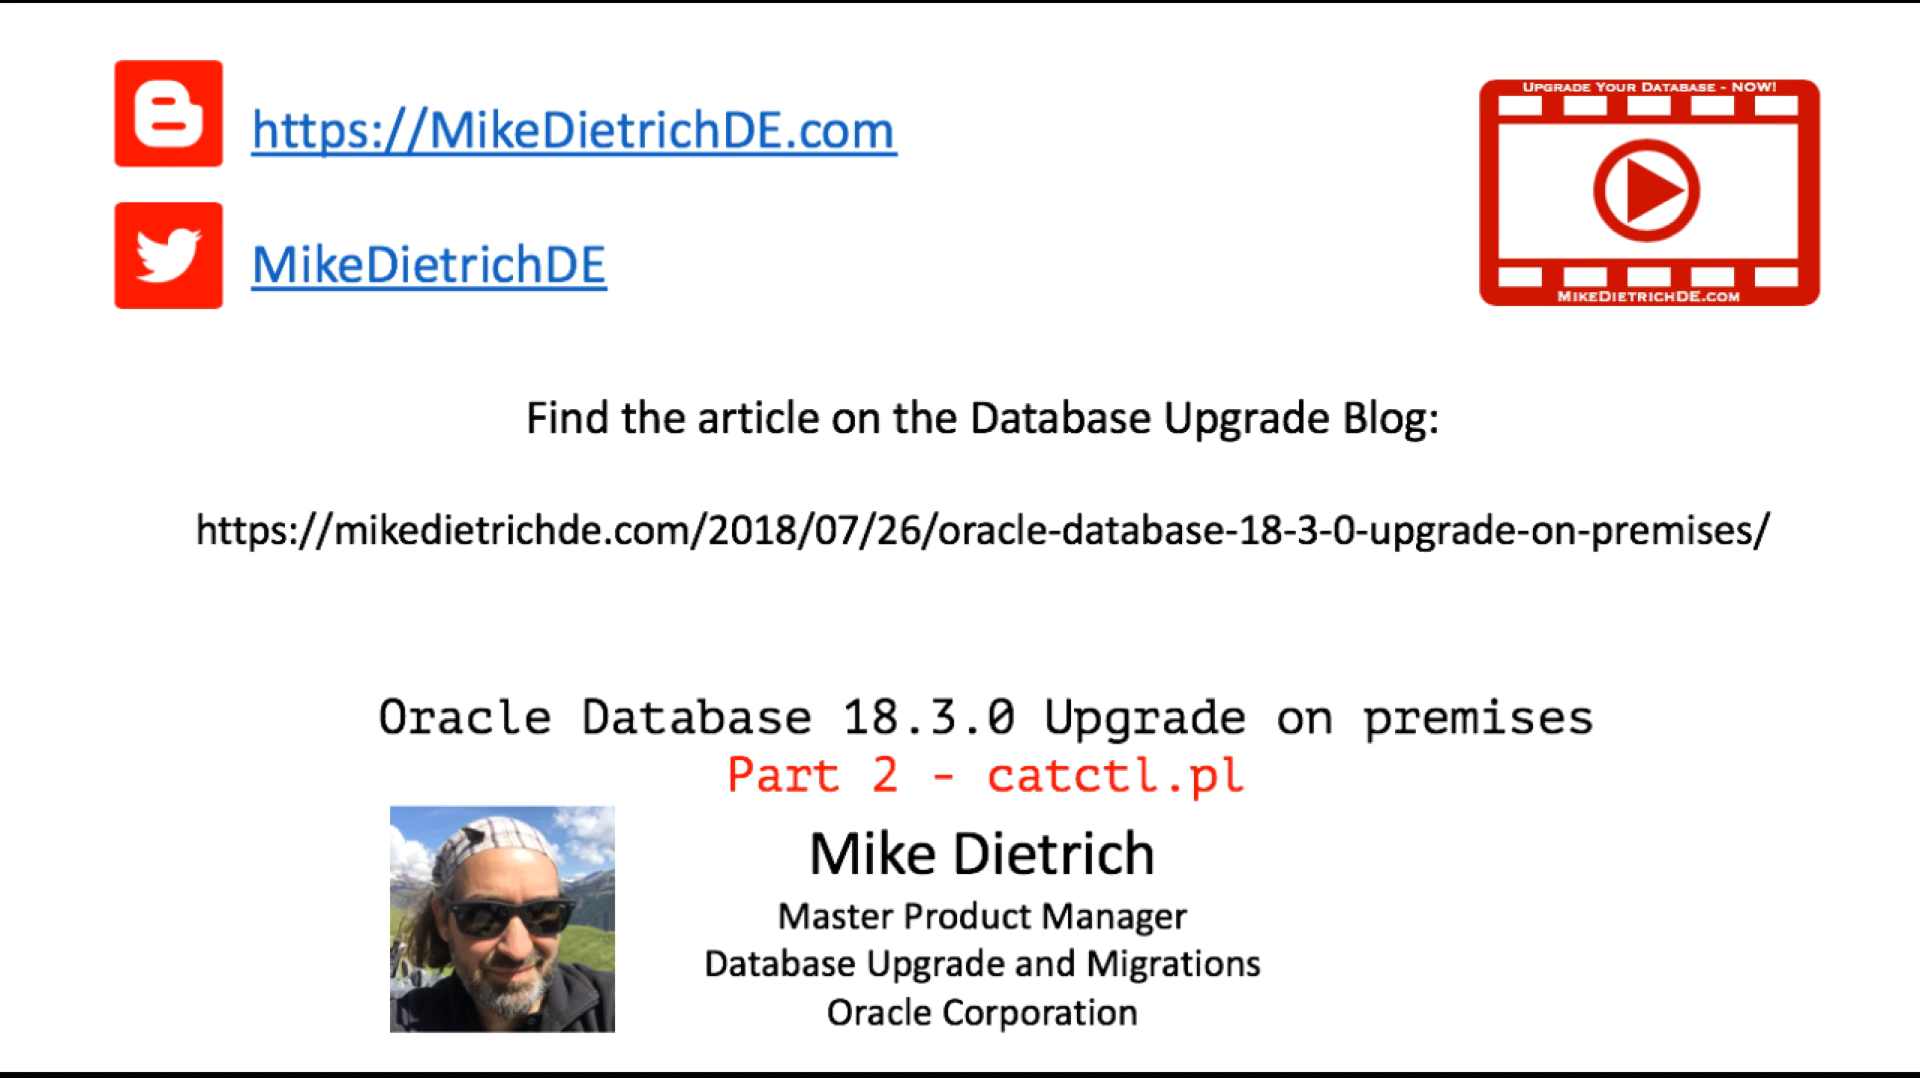 https://MikeDietrichDE.com
MikeDietrichDE
UPGRADE YOUR DATABASE - NOW!
MIKEDIETRICHDE.COM
Find the article on the Database Upgrade Blog:
https://mikedietrichde.com/2018/07/26/oracle-database-18-3-0-upgrade-on-premises/
Oracle Database 18.3.0 Upgrade on premises
Part 2 - catctl.pl
Mike Dietrich
Master Product Manager
Database Upgrade and Migrations
Oracle Corporation